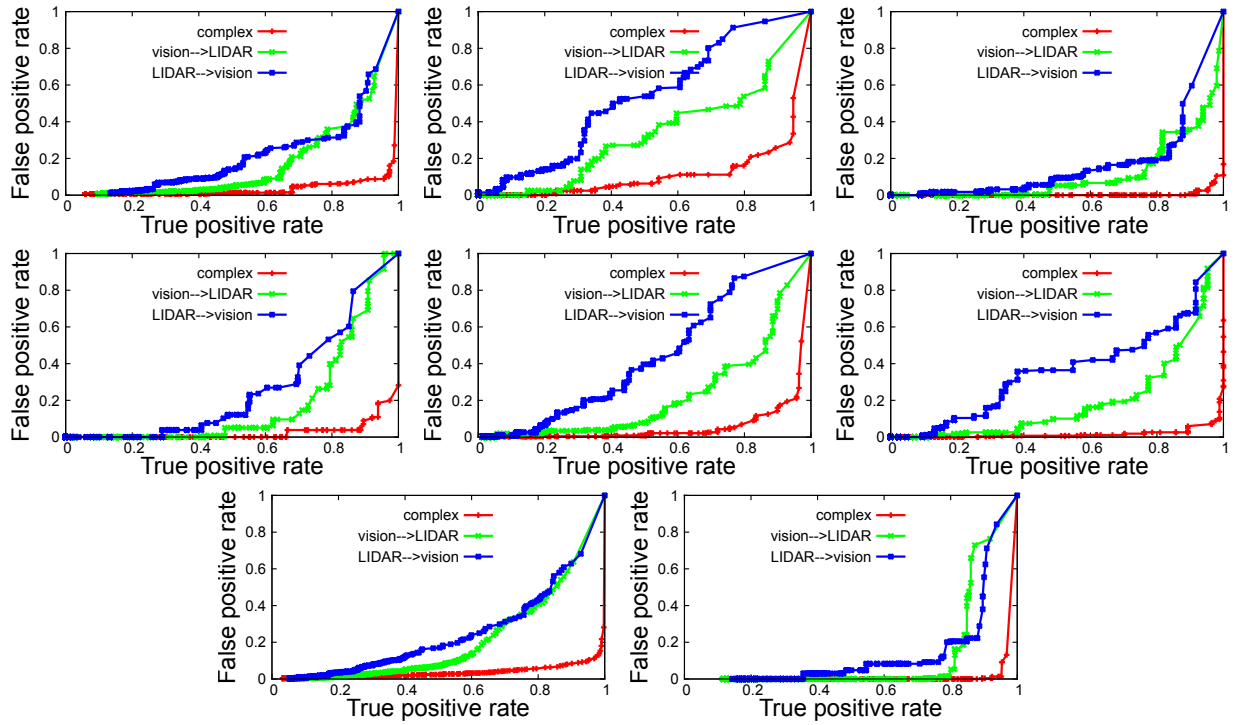 False positive rate
1
0.8
0.6
0.4
0.2
0
complex
vision-->LIDAR
LIDAR-->vision
0 0.2 0.4 0.6 0.8 1
True positive rate
False positive rate
1
0.8
0.6
0.4
0.2
0
complex
vision-->LIDAR
LIDAR-->vision
0 0.2 0.4 0.6 0.8 1
True positive rate
False positive rate
1
0.8
0.6
0.4
0.2
0
complex
vision-->LIDAR
LIDAR-->vision
0 0.2 0.4 0.6 0.8 1
True positive rate
False positive rate
1
0.8
0.6
0.4
0.2
0
complex
vision-->LIDAR
LIDAR-->vision
0 0.2 0.4 0.6 0.8 1
True positive rate
False positive rate
1
0.8
0.6
0.4
0.2
0
complex
vision-->LIDAR
LIDAR-->vision
0 0.2 0.4 0.6 0.8 1
True positive rate
False positive rate
1
0.8
0.6
0.4
0.2
0
complex
vision-->LIDAR
LIDAR-->vision
0 0.2 0.4 0.6 0.8 1
True positive rate
False positive rate
1
0.8
0.6
0.4
0.2
0
complex
vision-->LIDAR
LIDAR-->vision
0 0.2 0.4 0.6 0.8 1
True positive rate
False positive rate
1
0.8
0.6
0.4
0.2
0
complex
vision-->LIDAR
LIDAR-->vision
0 0.2 0.4 0.6 0.8 1
True positive rate